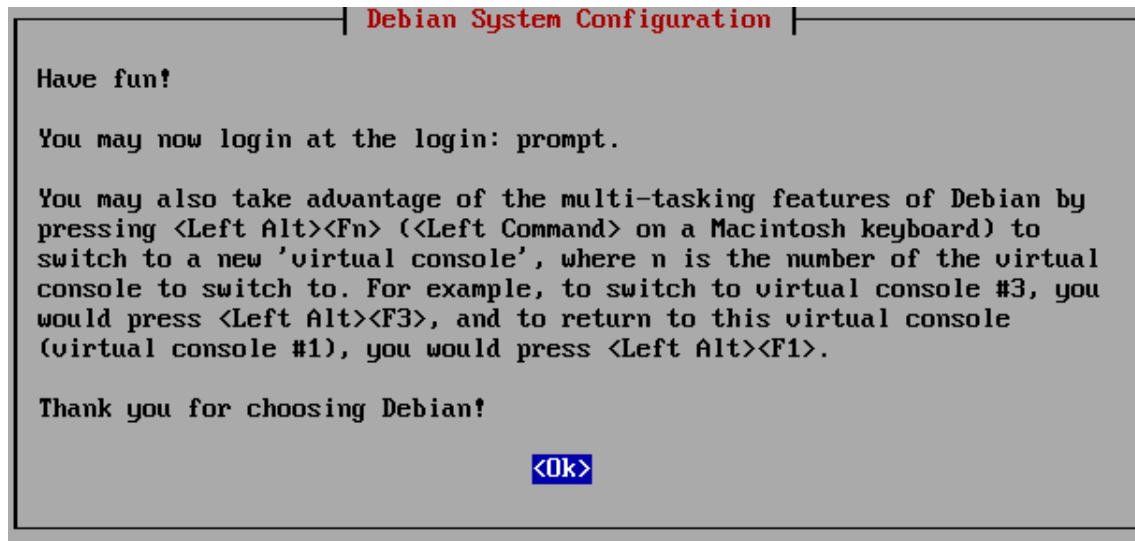 Debian System Configuration
Have fun!
You may now login at the login: prompt.
You may also take advantage of the multi-tasking features of Debian by
pressing <Left Alt><Fn> (<Left Command> on a Macintosh keyboard) to
switch to a new 'virtual console', where n is the number of the virtual
console to switch to. For example, to switch to virtual console #3, you
would press <Left Alt><F3>, and to return to this virtual console
(virtual console #1), you would press <Left Alt><F1>.
Thank you for choosing Debian!
<Ok>